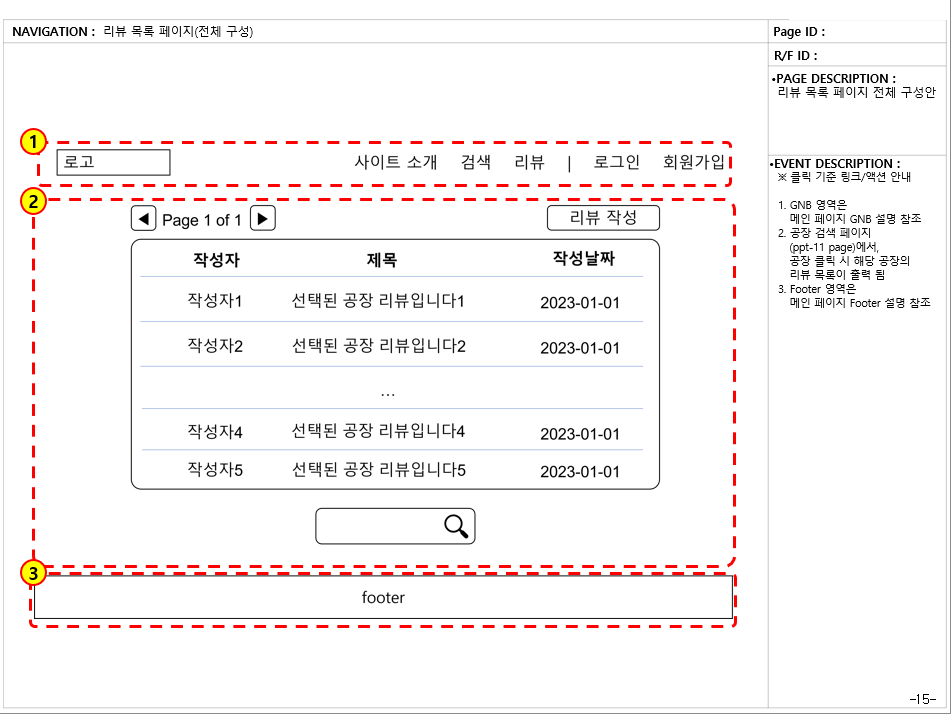 NAVIGATION : 리뷰 목록 페이지(전체 구성)
Page ID :
R/F ID :
•PAGE DESCRIPTION :
리뷰 목록 페이지 전체 구성안
1
로고
사이트 소개 검색 리뷰 | 로그인 회원가입
2
Page 1 of 1
리뷰 작성
작성자 제목 작성날짜
작성자1 선택된 공장 리뷰입니다1 2023-01-01
작성자2 선택된 공장 리뷰입니다2 2023-01-01
...
작성자4 선택된 공장 리뷰입니다4 2023-01-01
작성자5 선택된 공장 리뷰입니다5 2023-01-01
3
footer
•EVENT DESCRIPTION :
※ 클릭 기준 링크/액션 안내
1. GNB 영역은
메인 페이지 GNB 설명 참조
2. 공장 검색 페이지
(ppt-11 page)에서,
공장 클릭 시 해당 공장의
리뷰 목록이 출력 됨
3. Footer 영역은
메인 페이지 Footer 설명 참조
-15-